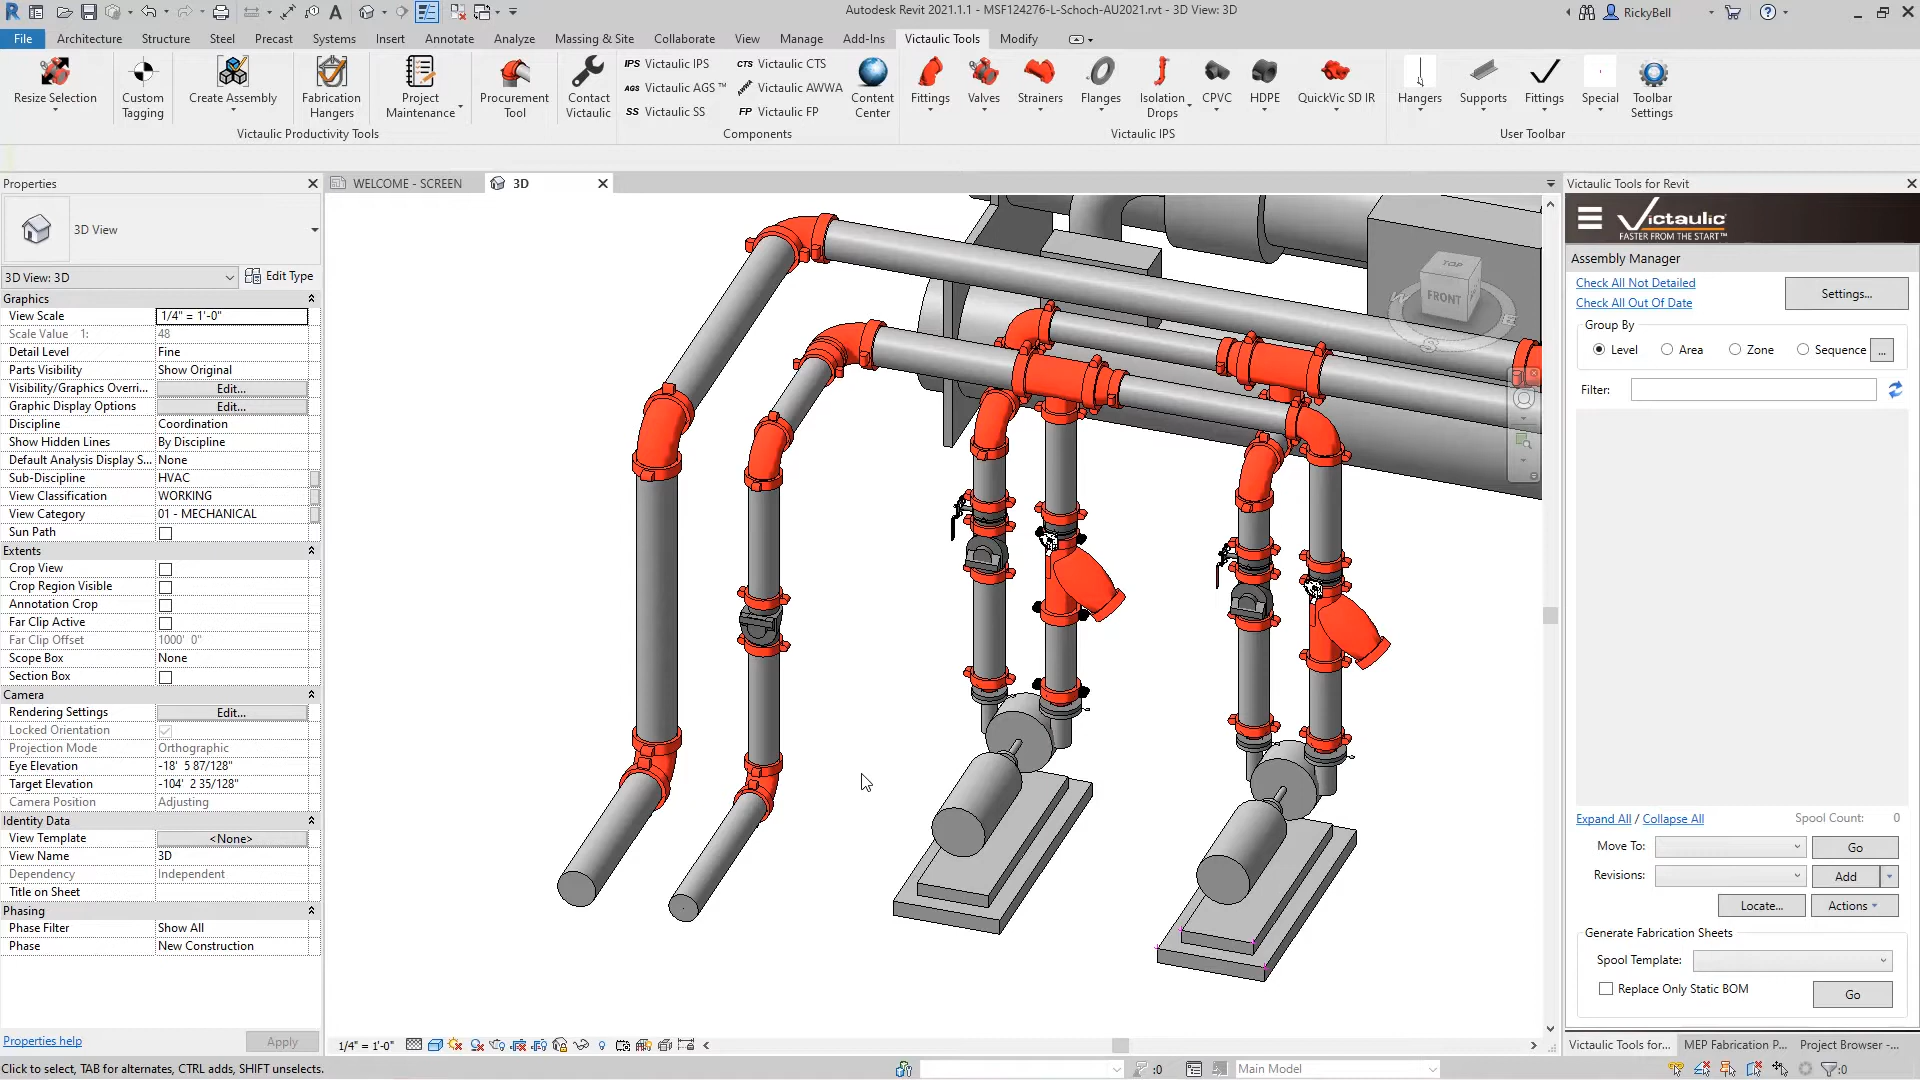 Autodesk Revit 2021.1.1 - MSF124276-L-Schoch-AU2021.rvt - 3D View: 3D
RickyBell
File Architecture Structure Steel Precast Systems Insert Annotate Analyze Massing & Site Collaborate View Manage Add-Ins Victaulic Tools Modify
Resize Selection
Custom Tagging
Create Assembly
Fabrication Hangers
Project Maintenance
Procurement Tool
Contact Victaulic
IPS Victaulic IPS
AGS Victaulic AGS™
SS Victaulic SS
CTS Victaulic CTS
Victaulic AWWA
FP Victaulic FP
Content Center
Fittings
Valves
Strainers
Flanges
Isolation Drops
CPVC
HDPE
QuickVic SD IR
Hangers
Supports
Fittings
Special
Toolbar Settings
Victaulic Productivity Tools
Components
Victaulic IPS
User Toolbar
Properties
WELCOME - SCREEN
3D
Victaulic Tools for Revit
3D View
3D View: 3D
Edit Type
Graphics
View Scale 1/4" = 1'-0"
Scale Value 1: 48
Detail Level Fine
Parts Visibility Show Original
Visibility/Graphics Overri... Edit...
Graphic Display Options Edit...
Discipline Coordination
Show Hidden Lines By Discipline
Default Analysis Display S... None
Sub-Discipline HVAC
View Classification WORKING
View Category 01 - MECHANICAL
Sun Path
Extents
Crop View
Crop Region Visible
Annotation Crop
Far Clip Active
Far Clip Offset 1000' 0"
Scope Box None
Section Box
Camera
Rendering Settings Edit...
Locked Orientation
Projection Mode Orthographic
Eye Elevation -18' 5 87/128"
Target Elevation -104' 2 35/128"
Camera Position Adjusting
Identity Data
View Template <None>
View Name 3D
Dependency Independent
Title on Sheet
Phasing
Phase Filter Show All
Phase New Construction
Properties help
Apply
TOP
FRONT
W
S
E
Victaulic
FASTER FROM THE START™
Assembly Manager
Check All Not Detailed
Check All Out Of Date
Settings...
Group By
Level Area Zone Sequence ...
Filter:
Expand All / Collapse All Spool Count: 0
Move To: Go
Revisions: Add
Locate... Actions
Generate Fabrication Sheets
Spool Template:
Replace Only Static BOM
Go
1/4" = 1'-0"
Victaulic Tools for... MEP Fabrication P... Project Browser -...
Click to select, TAB for alternates, CTRL adds, SHIFT unselects.
:0
Main Model
:0